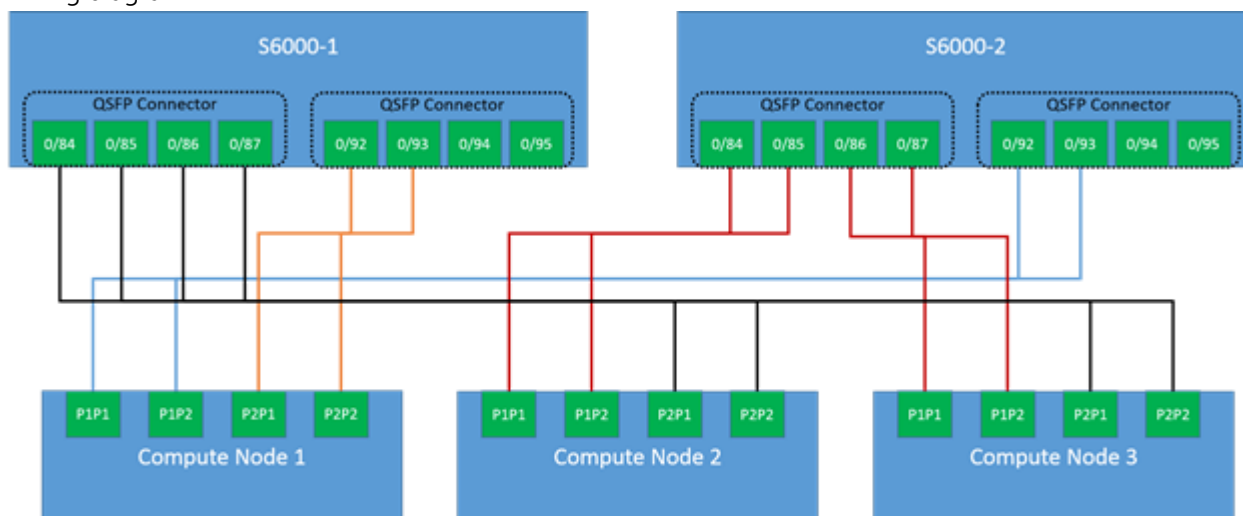 S6000-1
S6000-2
QSFP Connector
QSFP Connector
QSFP Connector
QSFP Connector
0/84 0/85 0/86 0/87 0/92 0/93 0/94 0/95
0/84 0/85 0/86 0/87 0/92 0/93 0/94 0/95
P1P1 P1P2 P2P1 P2P2
P1P1 P1P2 P2P1 P2P2
P1P1 P1P2 P2P1 P2P2
Compute Node 1
Compute Node 2
Compute Node 3